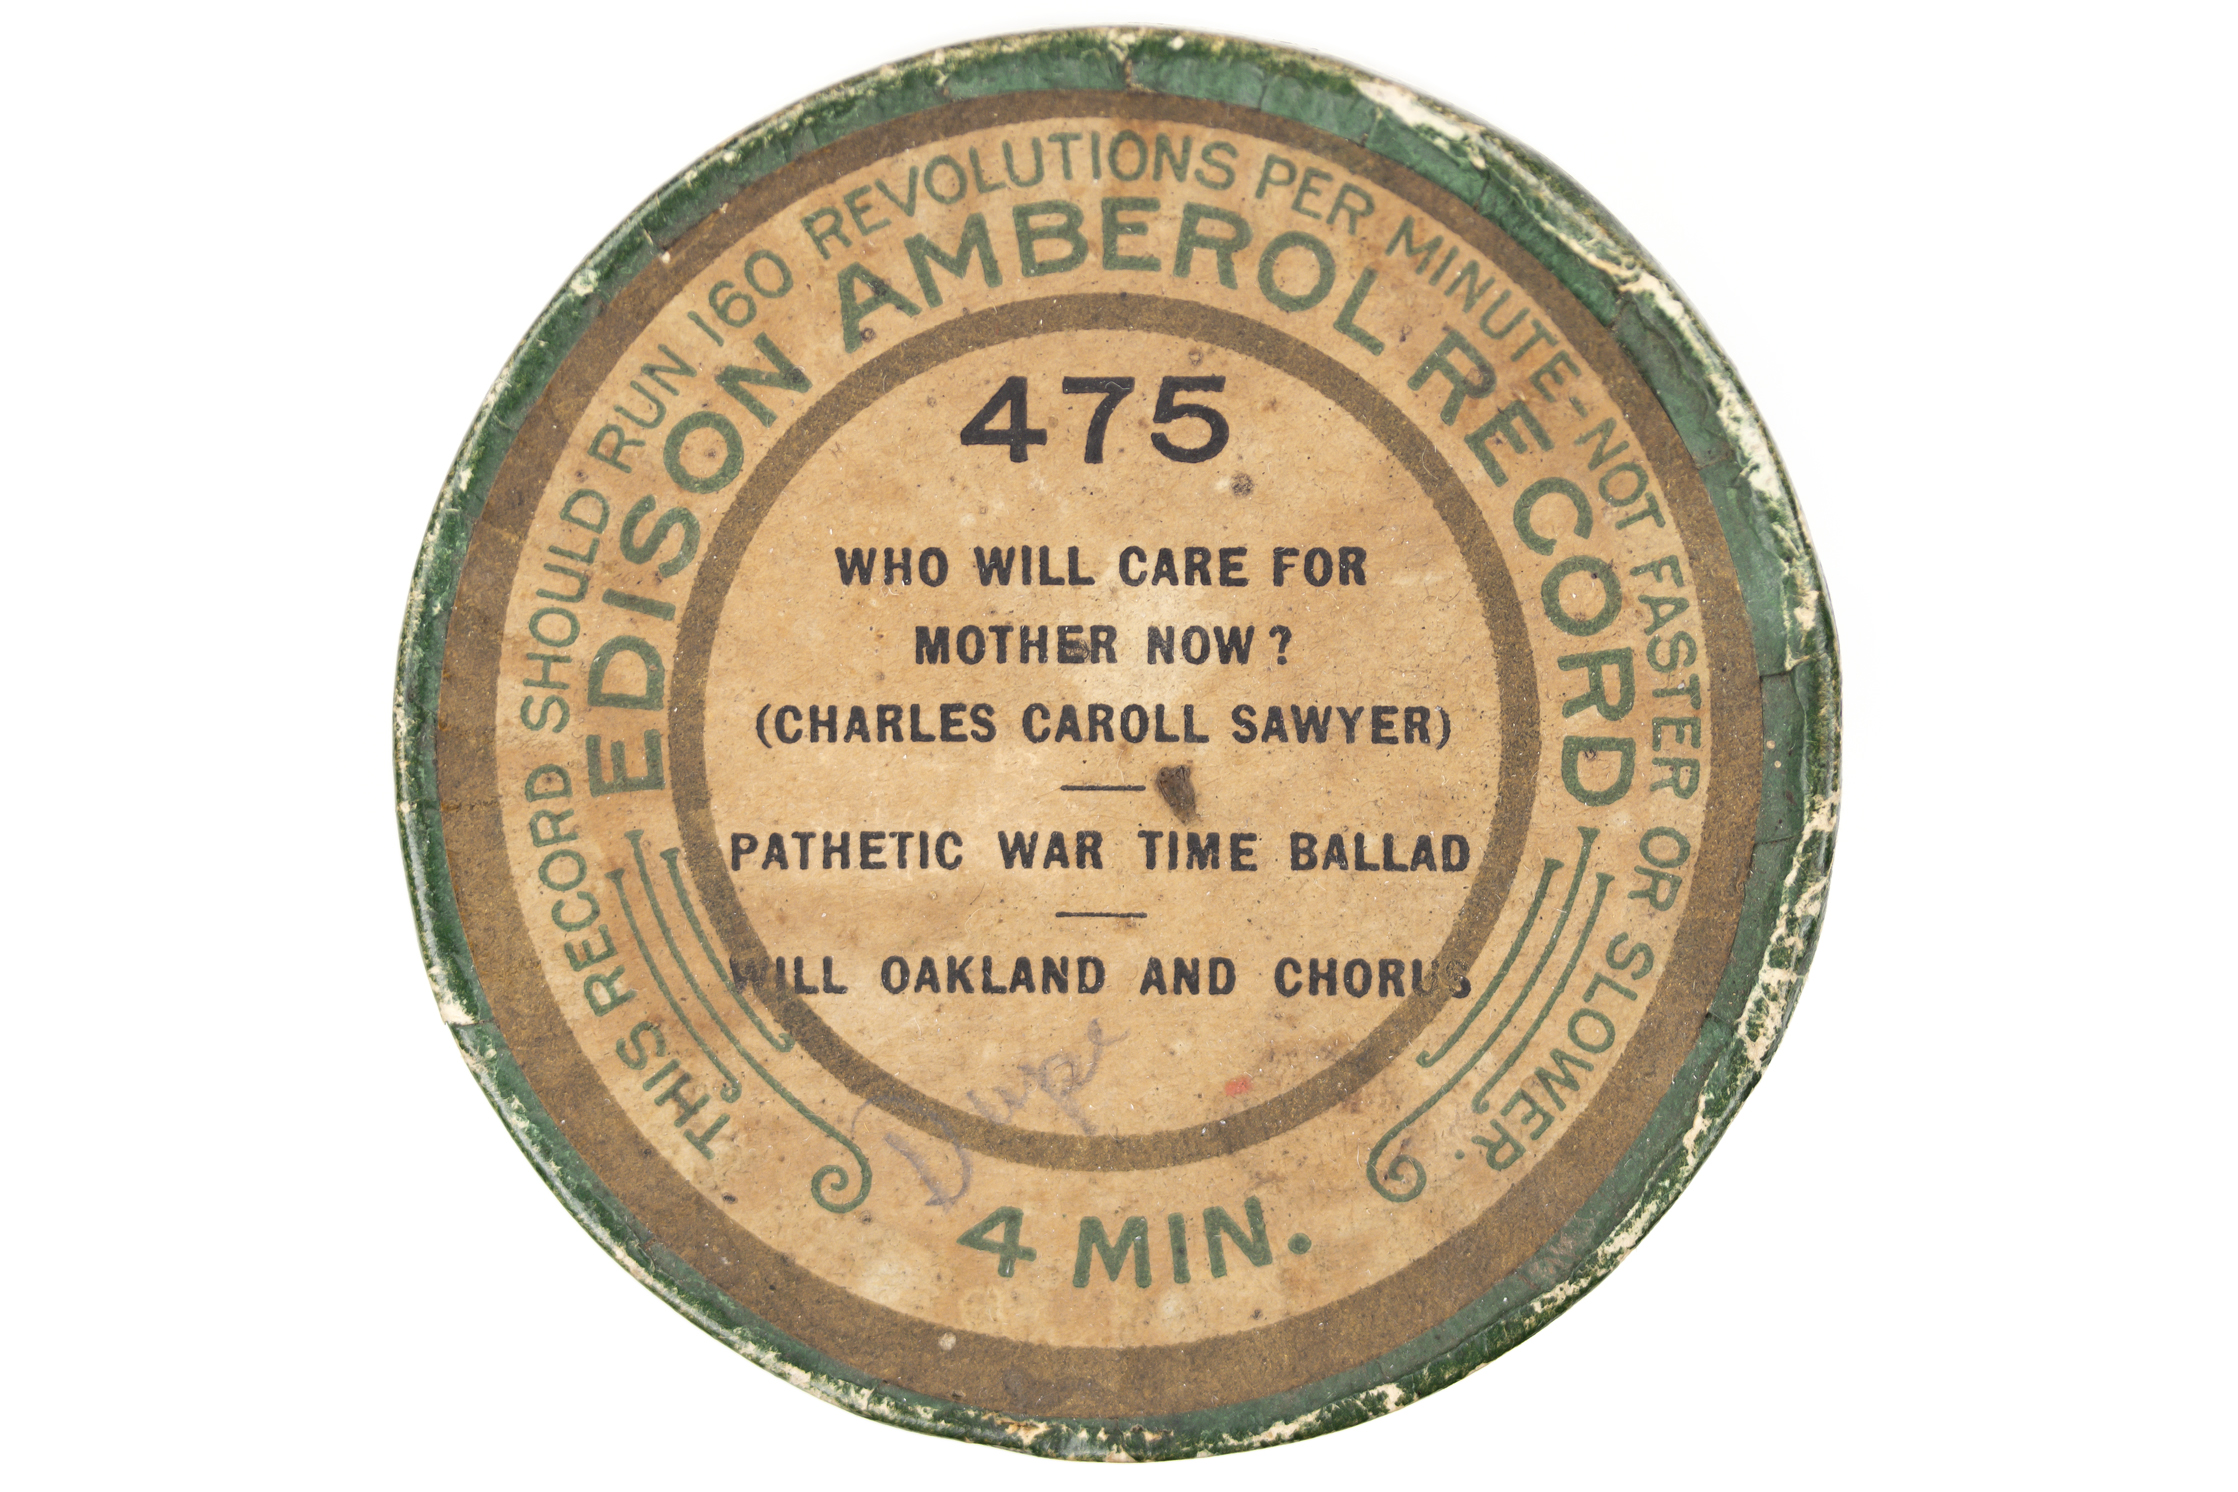 THIS RECORD SHOULD RUN 160 REVOLUTIONS PER MINUTE-NOT FASTER OR SLOWER.
EDISON AMBEROL RECORD
475
WHO WILL CARE FOR
MOTHER NOW?
(CHARLES CAROLL SAWYER)
PATHETIC WAR TIME BALLAD
WILL OAKLAND AND CHORUS
Dupe
4 MIN.